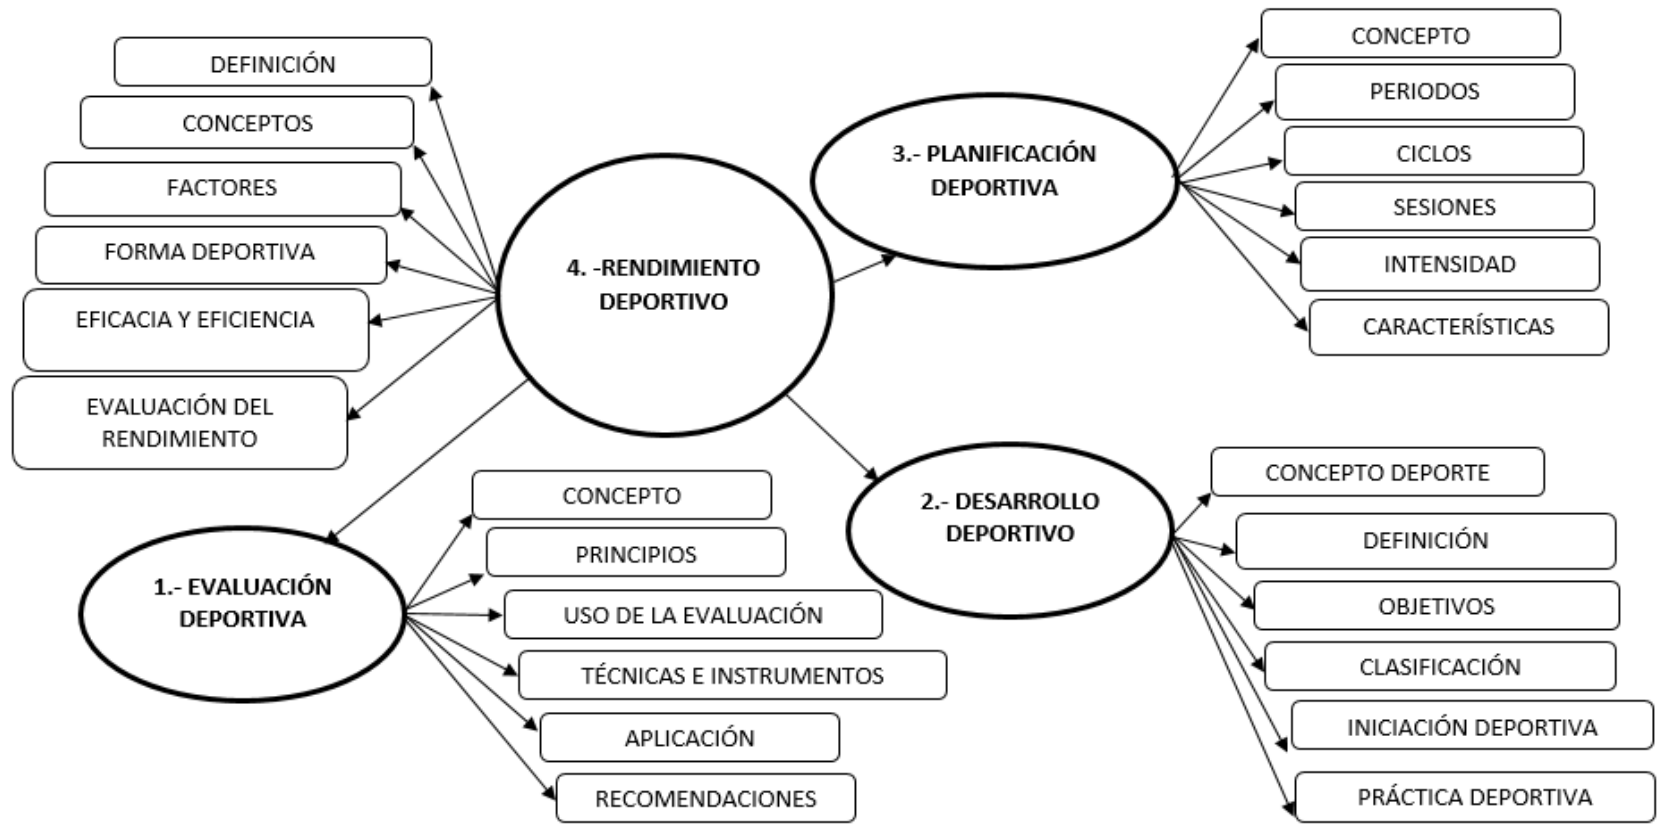 DEFINICIÓN
CONCEPTOS
FACTORES
FORMA DEPORTIVA
EFICACIA Y EFICIENCIA
EVALUACIÓN DEL
RENDIMIENTO
4. -RENDIMIENTO
DEPORTIVO
3.- PLANIFICACIÓN
DEPORTIVA
CONCEPTO
PERIODOS
CICLOS
SESIONES
INTENSIDAD
CARACTERÍSTICAS
1.- EVALUACIÓN
DEPORTIVA
CONCEPTO
PRINCIPIOS
USO DE LA EVALUACIÓN
TÉCNICAS E INSTRUMENTOS
APLICACIÓN
RECOMENDACIONES
2.- DESARROLLO
DEPORTIVO
CONCEPTO DEPORTE
DEFINICIÓN
OBJETIVOS
CLASIFICACIÓN
INICIACIÓN DEPORTIVA
PRÁCTICA DEPORTIVA